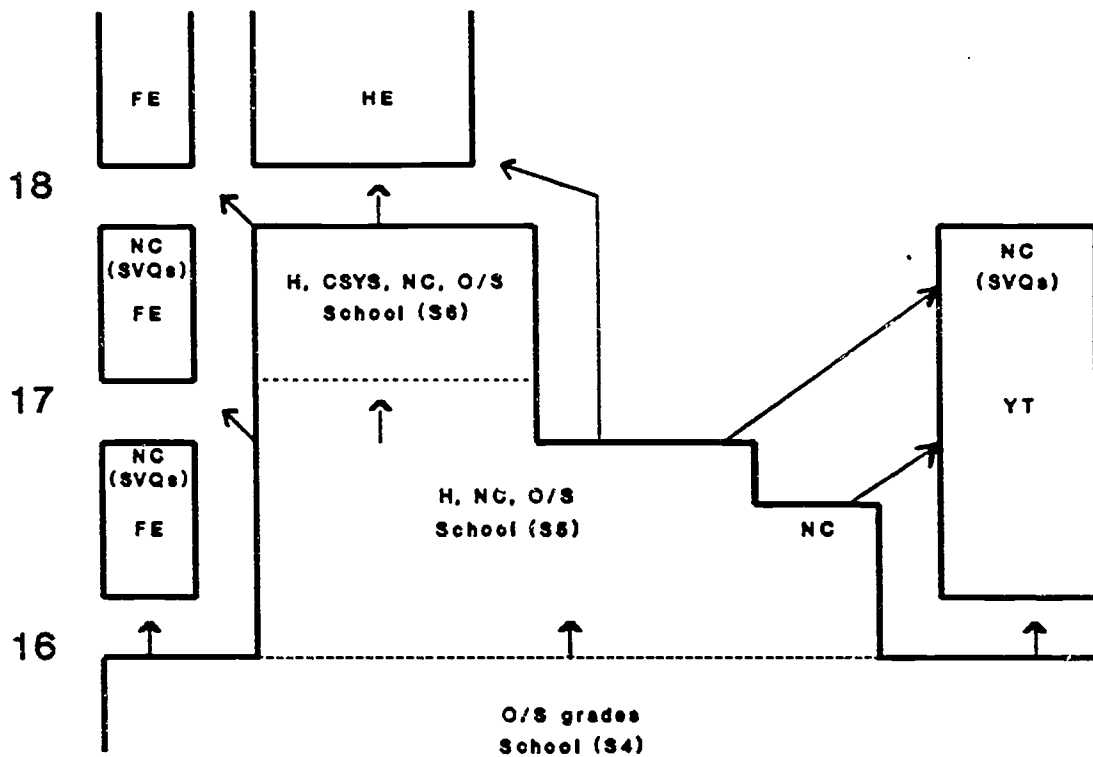 FE
HE
18
NC
(SVQs)
FE
H, CSYS, NC, O/S
School (S6)
NC
(SVQs)
17
YT
NC
(SVQs)
FE
H, NC, O/S
School (S5)
NC
16
O/S grades
School (S4)